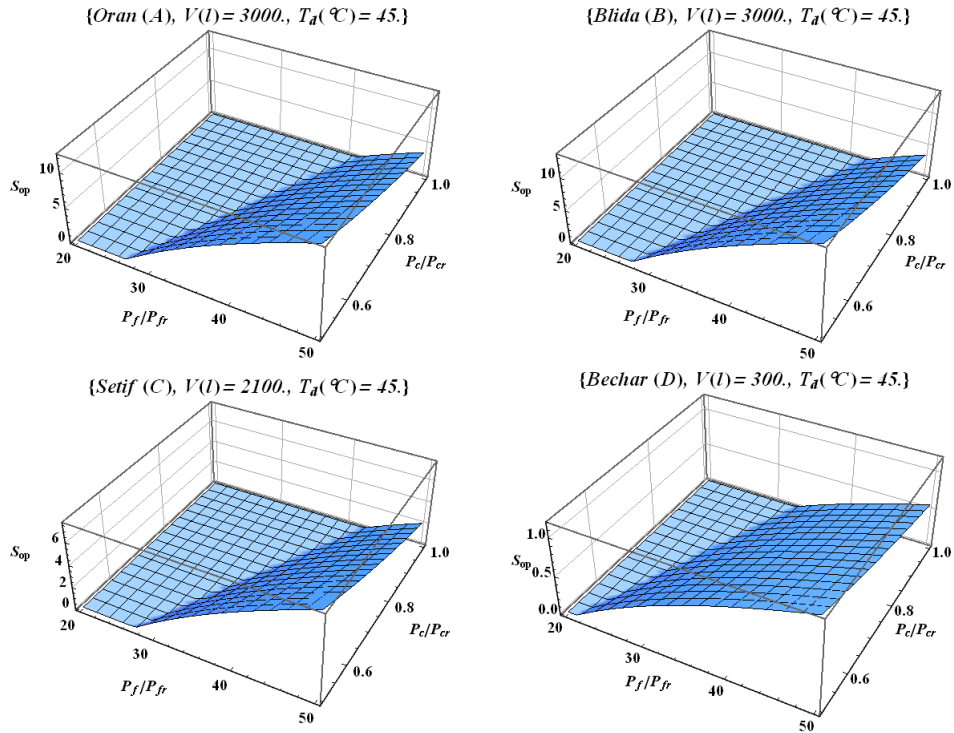 {Oran (A), V(l) = 3000., T_d(°C) = 45.}
10
S_op
5
0
20
30
P_f/P_fr
40
50
0.6
0.8
P_c/P_cr
1.0
{Blida (B), V(l) = 3000., T_d(°C) = 45.}
10
S_op
5
0
20
30
P_f/P_fr
40
50
0.6
0.8
P_c/P_cr
1.0
{Setif (C), V(l) = 2100., T_d(°C) = 45.}
6
S_op
4
2
0
20
30
P_f/P_fr
40
50
0.6
0.8
P_c/P_cr
1.0
{Bechar (D), V(l) = 300., T_d(°C) = 45.}
1.0
S_op
0.5
0.0
20
30
P_f/P_fr
40
50
0.6
0.8
P_c/P_cr
1.0